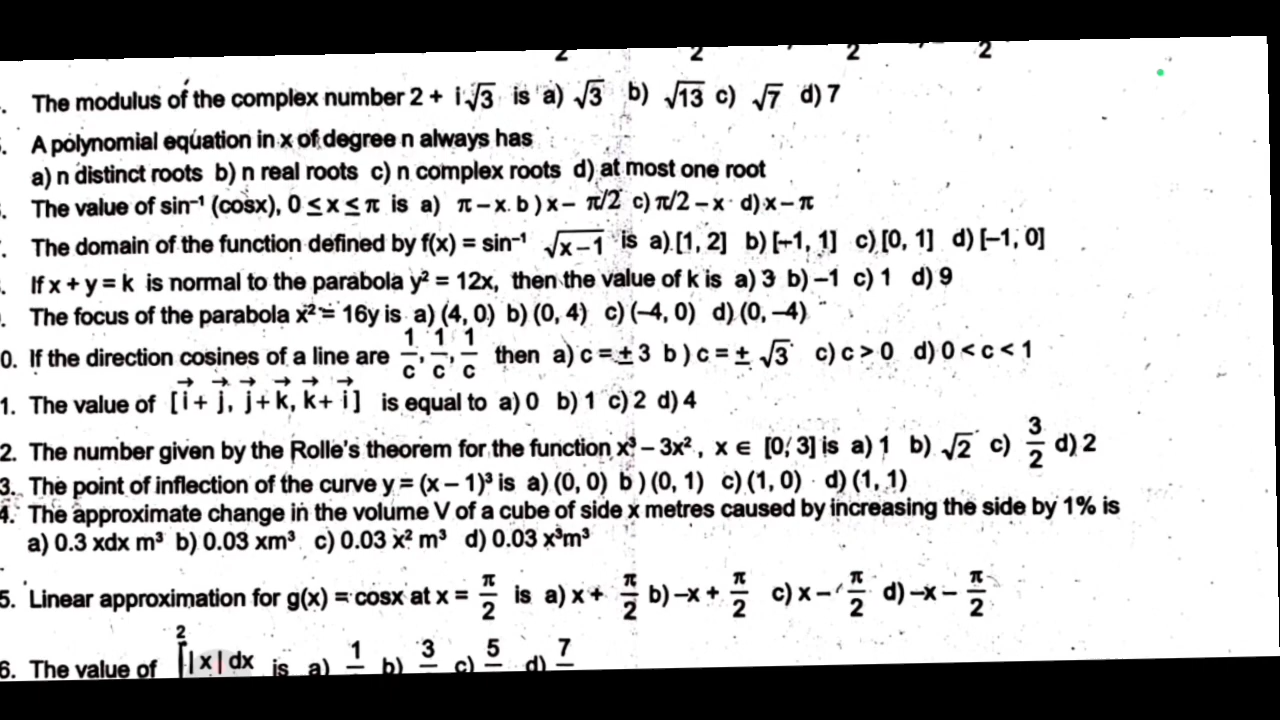 2 2 2 2
. The modulus of the complex number 2 + i√3 is a) √3 b) √13 c) √7 d) 7
. A polynomial equation in x of degree n always has
a) n distinct roots b) n real roots c) n complex roots d) at most one root
. The value of sin⁻¹ (cosx), 0 ≤ x ≤ π is a) π – x. b ) x – π/2 c) π/2 – x d) x – π
. The domain of the function defined by f(x) = sin⁻¹ √x – 1 is a) [1, 2] b) [–1, 1] c) [0, 1] d) [–1, 0]
. If x + y = k is normal to the parabola y² = 12x, then the value of k is a) 3 b) –1 c) 1 d) 9
. The focus of the parabola x² = 16y is a) (4, 0) b) (0, 4) c) (–4, 0) d) (0, –4)
0. If the direction cosines of a line are 1/c, 1/c, 1/c then a) c = ± 3 b ) c = ± √3 c) c > 0 d) 0 < c < 1
1. The value of [i⃗ + j⃗, j⃗ + k⃗, k⃗ + i⃗] is equal to a) 0 b) 1 c) 2 d) 4
2. The number given by the Rolle's theorem for the function x³ – 3x², x ∈ [0, 3] is a) 1 b) √2 c) 3/2 d) 2
3. The point of inflection of the curve y = (x – 1)³ is a) (0, 0) b ) (0, 1) c) (1, 0) d) (1, 1)
4. The approximate change in the volume V of a cube of side x metres caused by increasing the side by 1% is
a) 0.3 xdx m³ b) 0.03 xm³ c) 0.03 x² m³ d) 0.03 x³m³
5. Linear approximation for g(x) = cosx at x = π/2 is a) x + π/2 b) –x + π/2 c) x – π/2 d) –x – π/2
6. The value of ∫² |x| dx is a) 1 b) 3 c) 5 d) 7